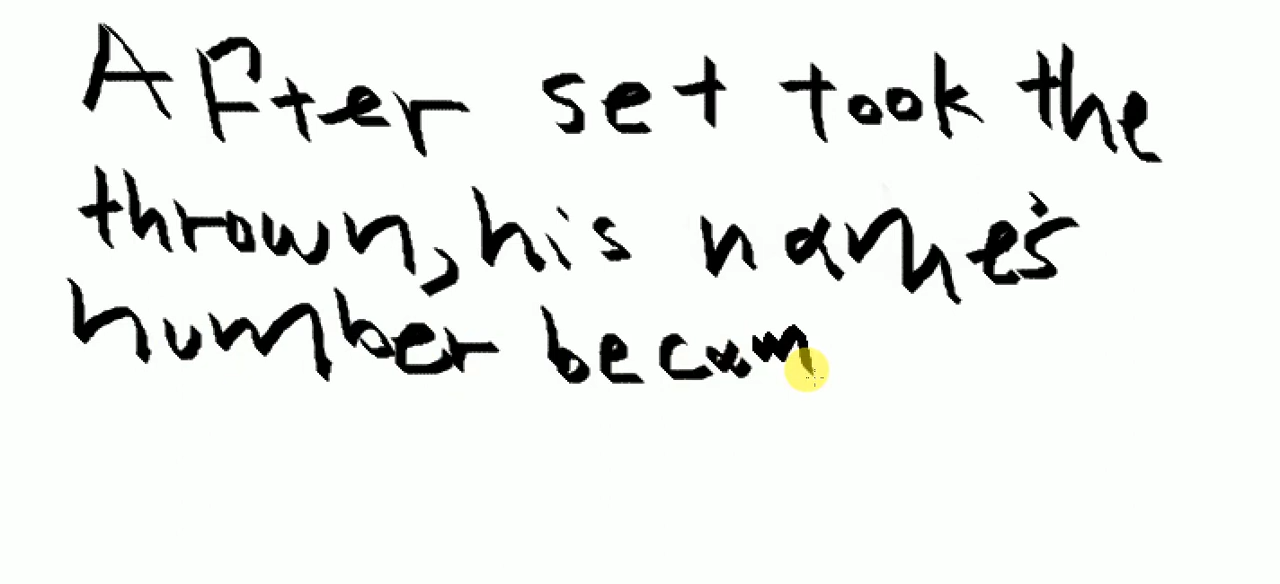 After set took the
thrown, his name's
number becam